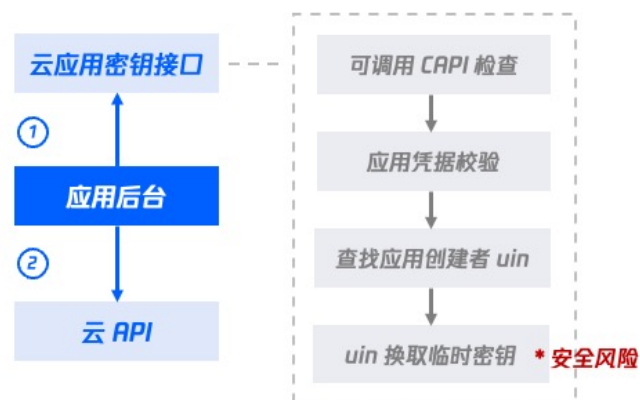 云应用密钥接口
①
应用后台
②
云 API
可调用 CAPI 检查
应用凭据校验
查找应用创建者 uin
uin 换取临时密钥
* 安全风险